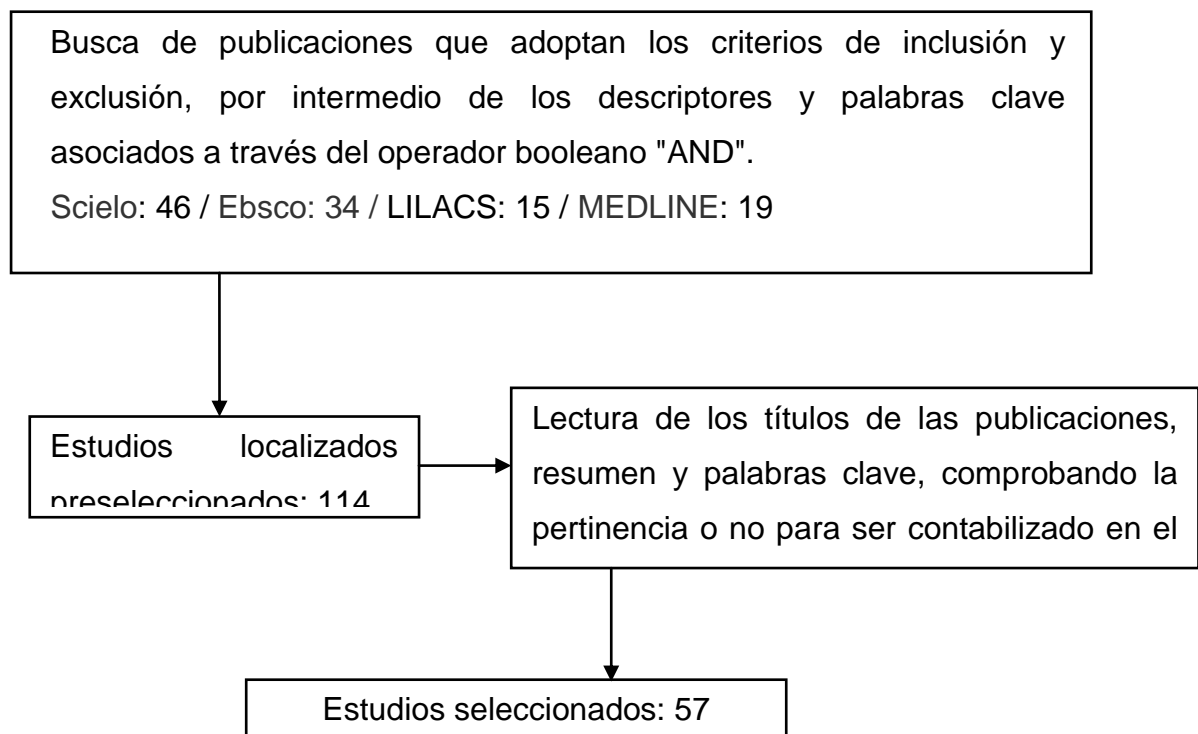 Busca de publicaciones que adoptan los criterios de inclusión y
exclusión, por intermedio de los descriptores y palabras clave
asociados a través del operador booleano "AND".
Scielo: 46 / Ebsco: 34 / LILACS: 15 / MEDLINE: 19
Estudios localizados
preseleccionados: 114
Lectura de los títulos de las publicaciones,
resumen y palabras clave, comprobando la
pertinencia o no para ser contabilizado en el
Estudios seleccionados: 57